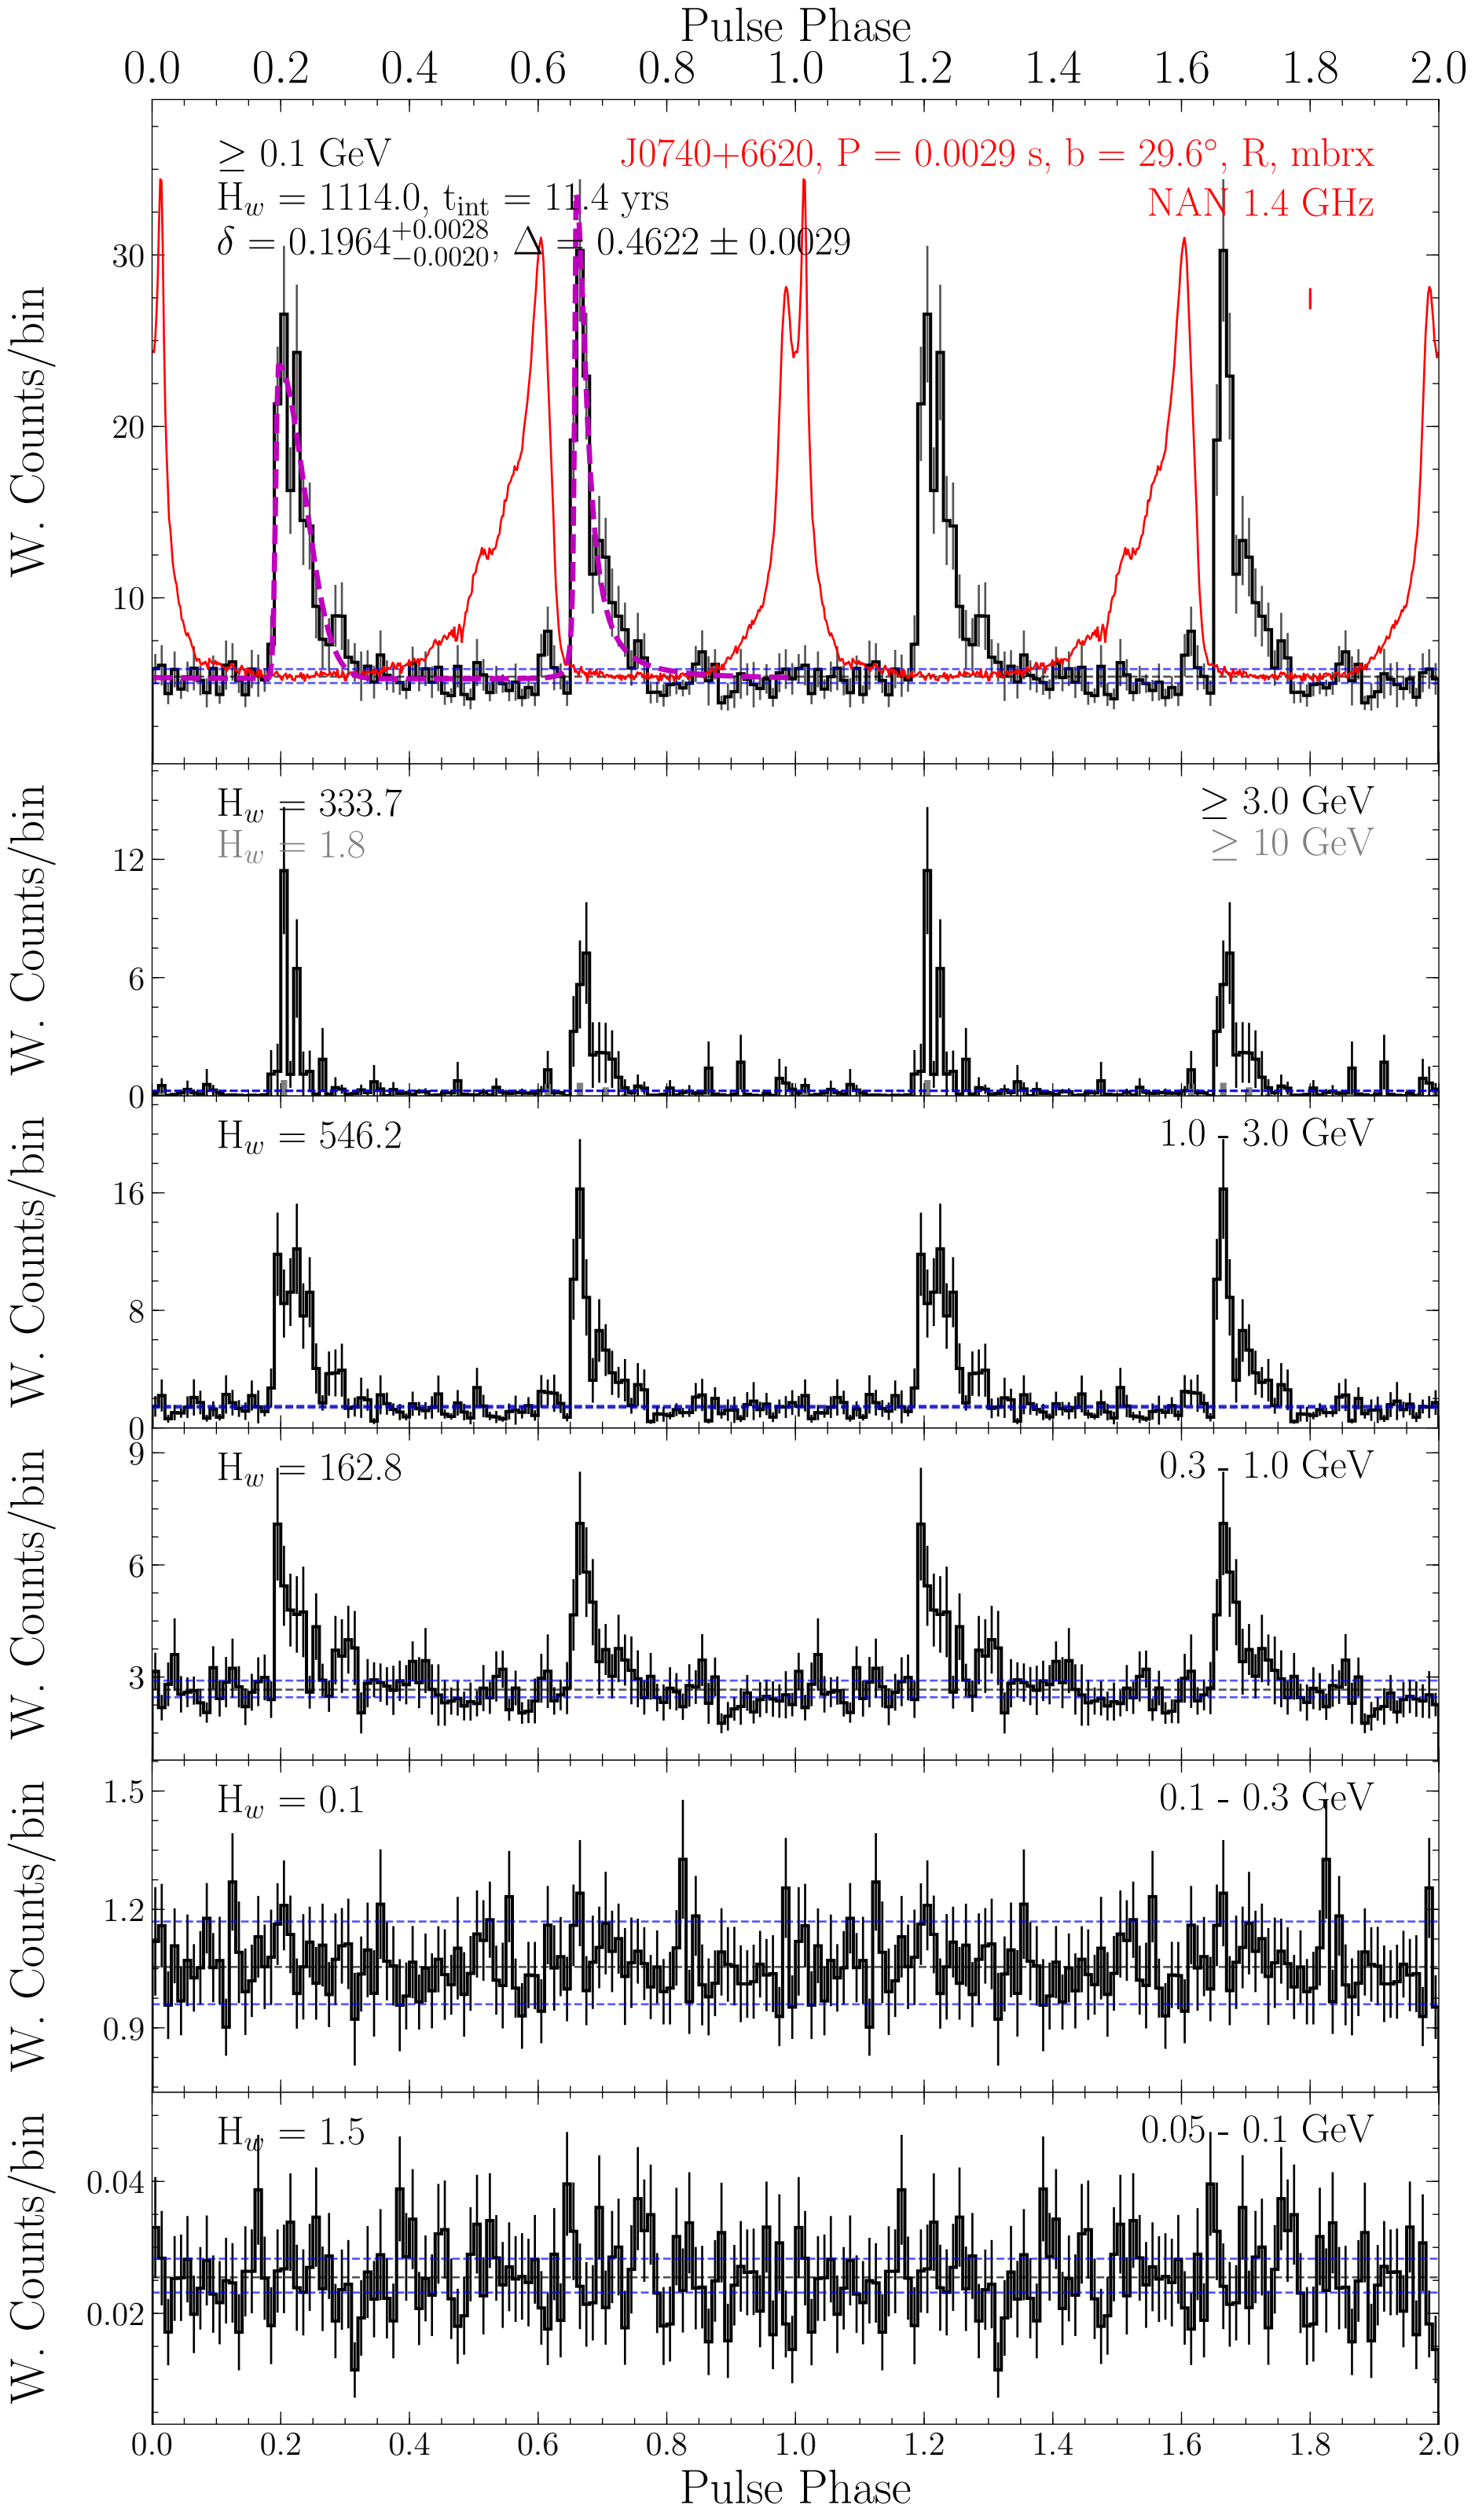 Pulse Phase
0.0 0.2 0.4 0.6 0.8 1.0 1.2 1.4 1.6 1.8 2.0
≥ 0.1 GeV
J0740+6620, P = 0.0029 s, b = 29.6°, R, mbrx
H_w = 1114.0, t_int = 11.4 yrs
NAN 1.4 GHz
δ = 0.1964^{+0.0028}_{−0.0020}, Δ = 0.4622 ± 0.0029
30
20
10
W. Counts/bin
H_w = 333.7
≥ 3.0 GeV
H_w = 1.8
≥ 10 GeV
12
6
0
W. Counts/bin
H_w = 546.2
1.0 - 3.0 GeV
16
8
0
W. Counts/bin
H_w = 162.8
0.3 - 1.0 GeV
9
6
3
W. Counts/bin
H_w = 0.1
0.1 - 0.3 GeV
1.5
1.2
0.9
W. Counts/bin
H_w = 1.5
0.05 - 0.1 GeV
0.04
0.02
W. Counts/bin
0.0 0.2 0.4 0.6 0.8 1.0 1.2 1.4 1.6 1.8 2.0
Pulse Phase